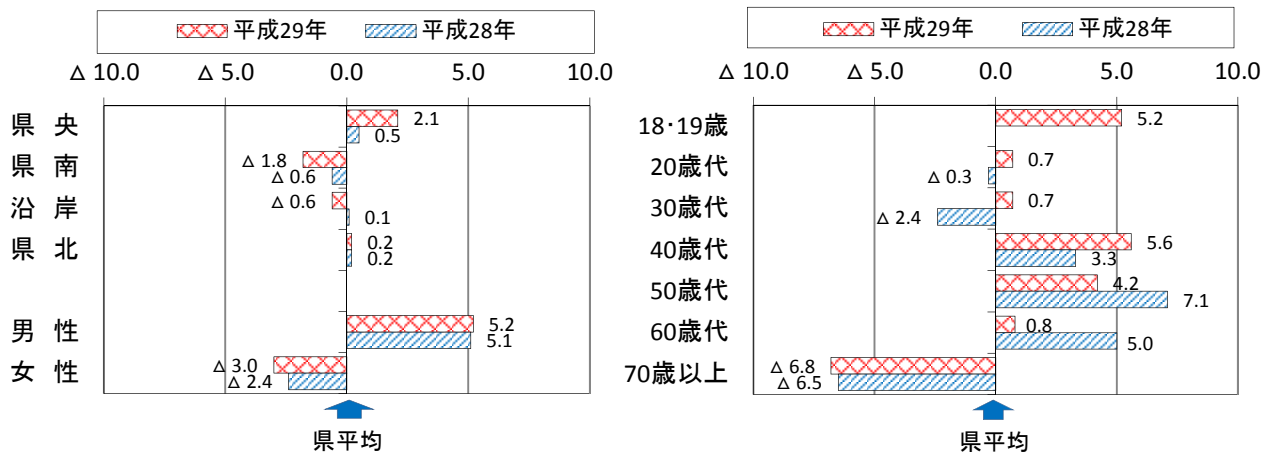 平成29年 平成28年
△ 10.0 △ 5.0 0.0 5.0 10.0
県 央 2.1
0.5
県 南 △ 1.8
△ 0.6
沿 岸 △ 0.6
0.1
県 北 0.2
0.2
男 性 5.2
5.1
女 性 △ 3.0
△ 2.4
県平均
平成29年 平成28年
△ 10.0 △ 5.0 0.0 5.0 10.0
18･19歳 5.2
20歳代 0.7
△ 0.3
30歳代 0.7
△ 2.4
40歳代 5.6
3.3
50歳代 4.2
7.1
60歳代 0.8
5.0
70歳以上 △ 6.8
△ 6.5
県平均